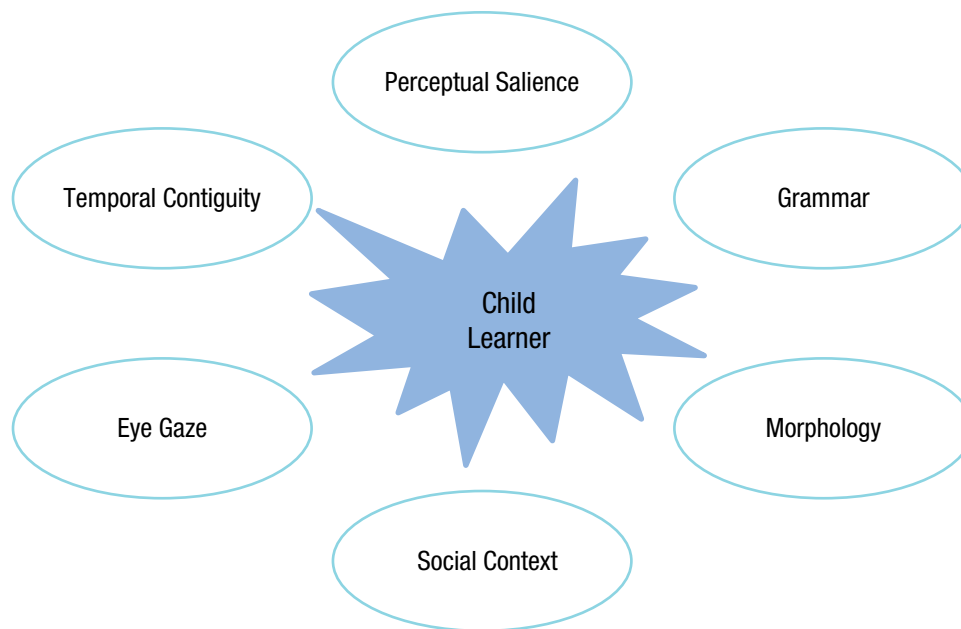 Perceptual Salience
Temporal Contiguity
Grammar
Child
Learner
Eye Gaze
Morphology
Social Context